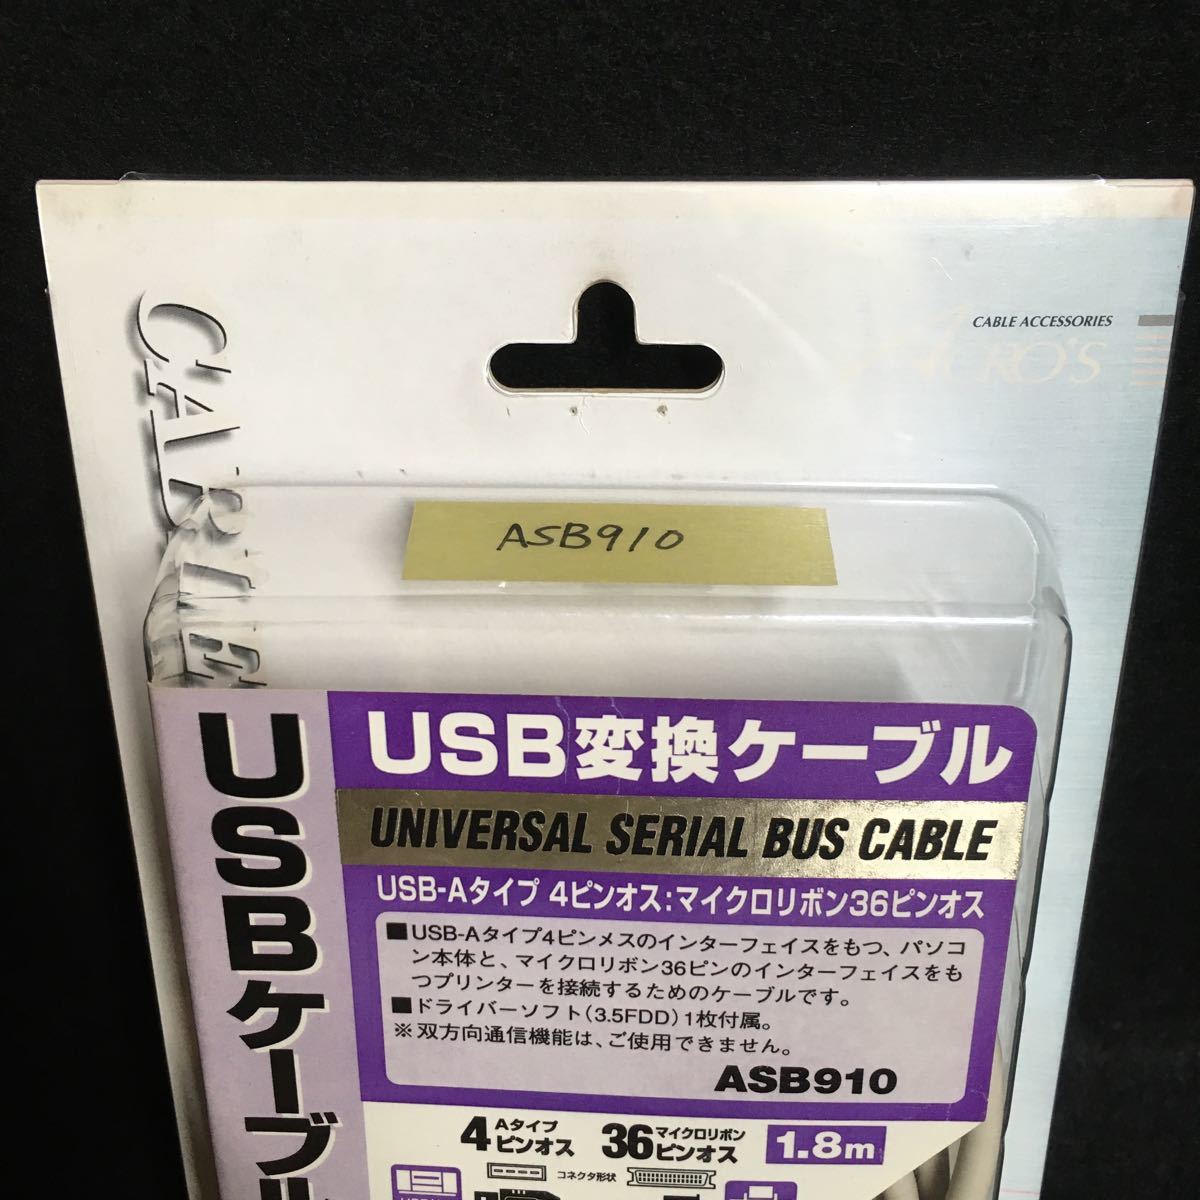 CABLE ACCESSORIES
CABLE
ASB910
USBケーブル
USB変換ケーブル
UNIVERSAL SERIAL BUS CABLE
USB-Aタイプ 4ピンオス:マイクロリボン36ピンオス
■USB-Aタイプ4ピンメスのインターフェイスをもつ、パソコ
ン本体と、マイクロリボン36ピンのインターフェイスをも
つプリンターを接続するためのケーブルです。
■ドライバーソフト(3.5FDD)1枚付属。
※双方向通信機能は、ご使用できません。
ASB910
4 Aタイプ ピンオス
36 マイクロリボン ピンオス
1.8m
コネクタ形状